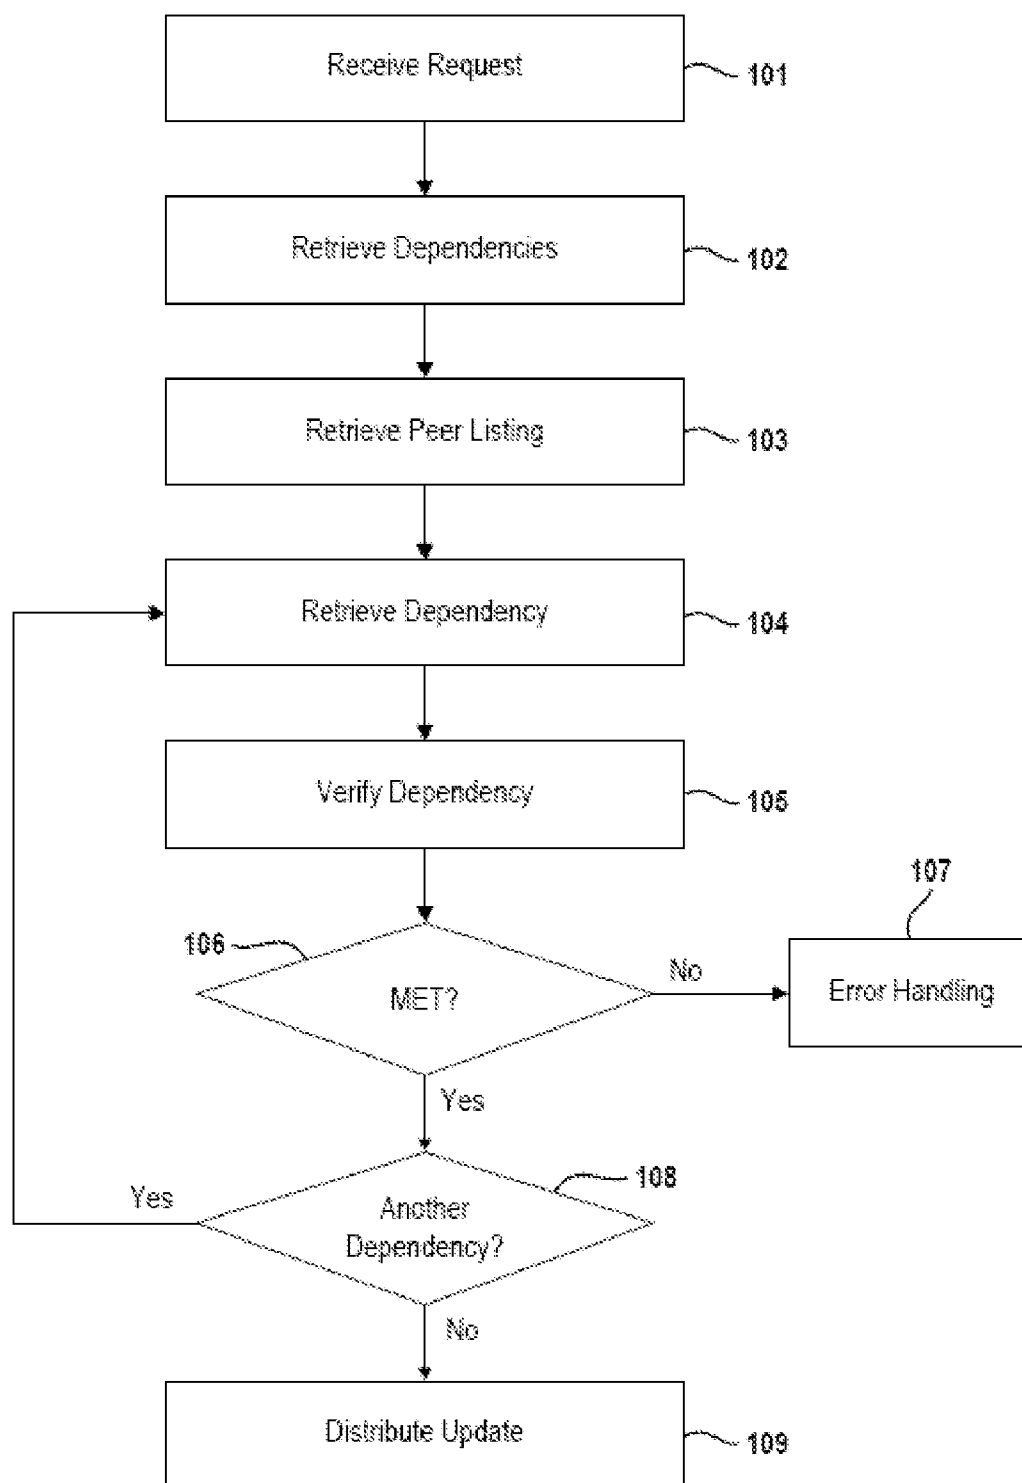 Receive Request
101
Retrieve Dependencies
102
Retrieve Peer Listing
103
Retrieve Dependency
104
Verify Dependency
105
106
MET?
No
107
Error Handling
Yes
108
Another
Dependency?
Yes
No
Distribute Update
109